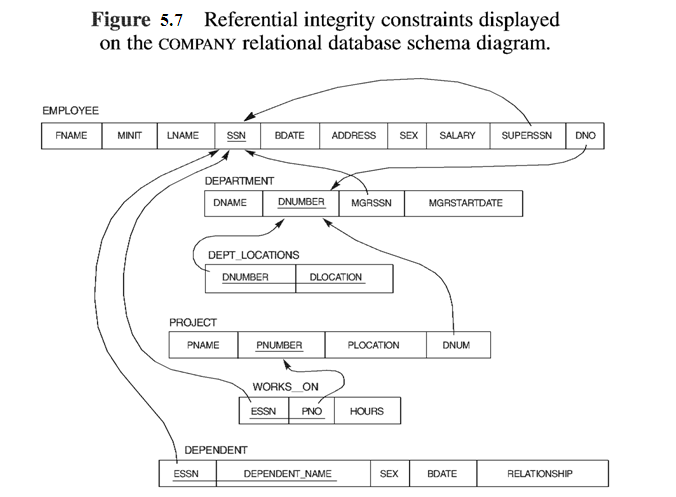 Figure 5.7 Referential integrity constraints displayed
on the COMPANY relational database schema diagram.
EMPLOYEE
FNAME MINIT LNAME SSN BDATE ADDRESS SEX SALARY SUPERSSN DNO
DEPARTMENT
DNAME DNUMBER MGRSSN MGRSTARTDATE
DEPT_LOCATIONS
DNUMBER DLOCATION
PROJECT
PNAME PNUMBER PLOCATION DNUM
WORKS_ON
ESSN PNO HOURS
DEPENDENT
ESSN DEPENDENT_NAME SEX BDATE RELATIONSHIP